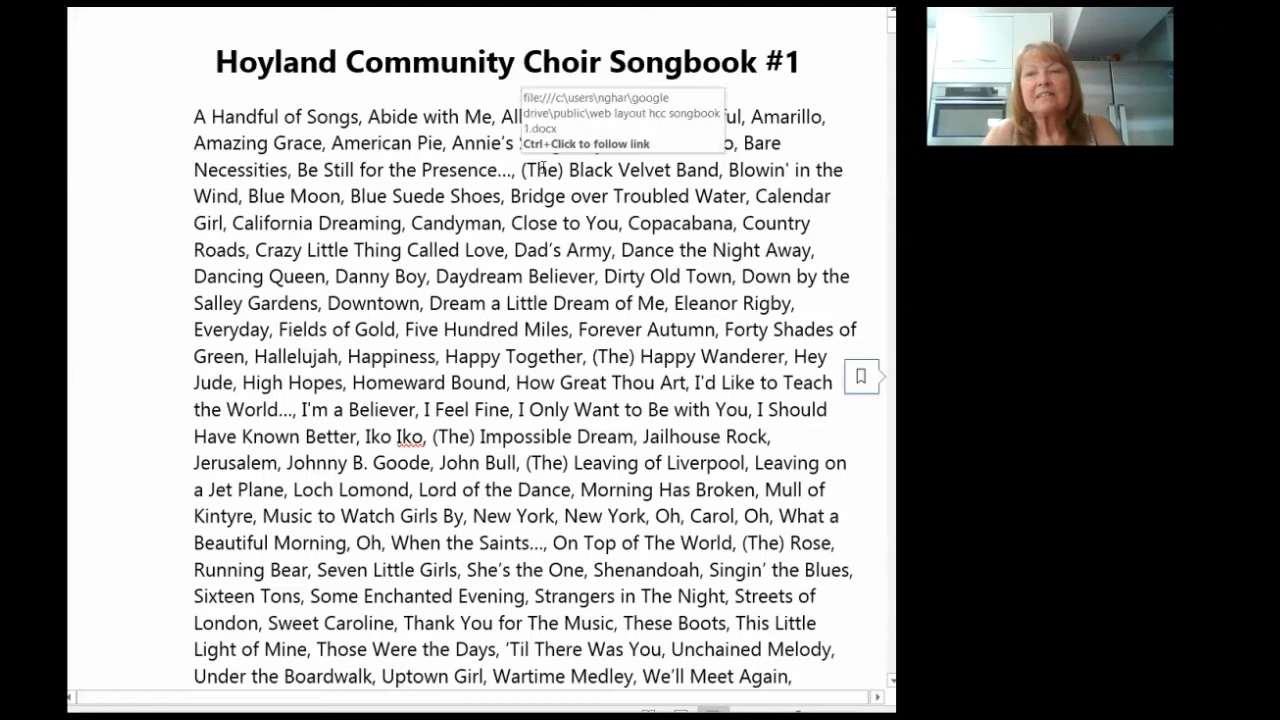 Hoyland Community Choir Songbook #1
A Handful of Songs, Abide with Me, All
ful, Amarillo,
file:///c:\users\nghar\google
drive\public\web layout hcc songbook
1.docx
Ctrl+Click to follow link
Amazing Grace, American Pie, Annie's
o, Bare
Necessities, Be Still for the Presence..., (The) Black Velvet Band, Blowin' in the
Wind, Blue Moon, Blue Suede Shoes, Bridge over Troubled Water, Calendar
Girl, California Dreaming, Candyman, Close to You, Copacabana, Country
Roads, Crazy Little Thing Called Love, Dad's Army, Dance the Night Away,
Dancing Queen, Danny Boy, Daydream Believer, Dirty Old Town, Down by the
Salley Gardens, Downtown, Dream a Little Dream of Me, Eleanor Rigby,
Everyday, Fields of Gold, Five Hundred Miles, Forever Autumn, Forty Shades of
Green, Hallelujah, Happiness, Happy Together, (The) Happy Wanderer, Hey
Jude, High Hopes, Homeward Bound, How Great Thou Art, I'd Like to Teach
the World..., I'm a Believer, I Feel Fine, I Only Want to Be with You, I Should
Have Known Better, Iko Iko, (The) Impossible Dream, Jailhouse Rock,
Jerusalem, Johnny B. Goode, John Bull, (The) Leaving of Liverpool, Leaving on
a Jet Plane, Loch Lomond, Lord of the Dance, Morning Has Broken, Mull of
Kintyre, Music to Watch Girls By, New York, New York, Oh, Carol, Oh, What a
Beautiful Morning, Oh, When the Saints..., On Top of The World, (The) Rose,
Running Bear, Seven Little Girls, She's the One, Shenandoah, Singin' the Blues,
Sixteen Tons, Some Enchanted Evening, Strangers in The Night, Streets of
London, Sweet Caroline, Thank You for The Music, These Boots, This Little
Light of Mine, Those Were the Days, 'Til There Was You, Unchained Melody,
Under the Boardwalk, Uptown Girl, Wartime Medley, We'll Meet Again,